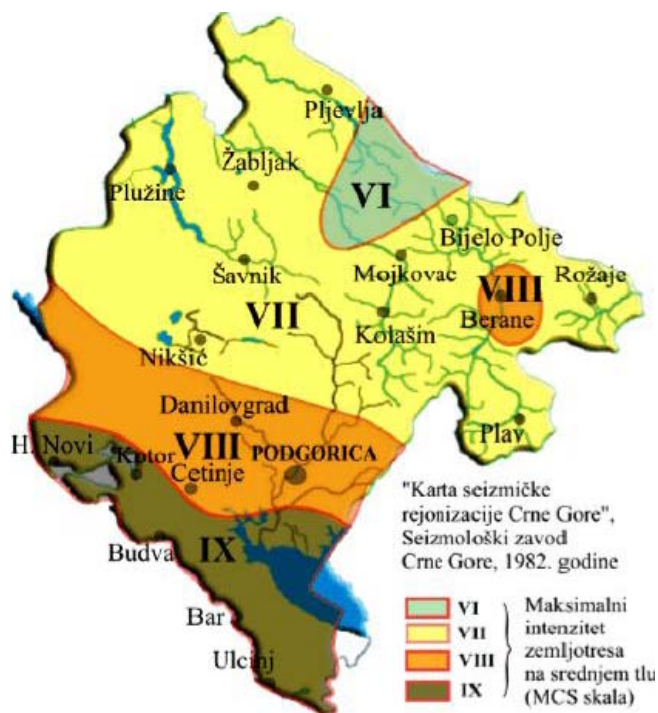 Pljevlja
Žabljak
Plužine
VI
Bijelo Polje
Šavnik
Mojkovac
VIII
Rožaje
VII
Berane
Kolašin
Nikšić
Danilovgrad
Plav
H. Novi
VIII
Kotor
PODGORICA
Cetinje
"Karta seizmičke
rejonizacije Crne Gore",
Seizmološki zavod
Crne Gore, 1982. godine
IX
Budva
Bar
Ulcinj
VI
VII
VIII
IX
Maksimalni
intenzitet
zemljotresa
na srednjem tlu
(MCS skala)